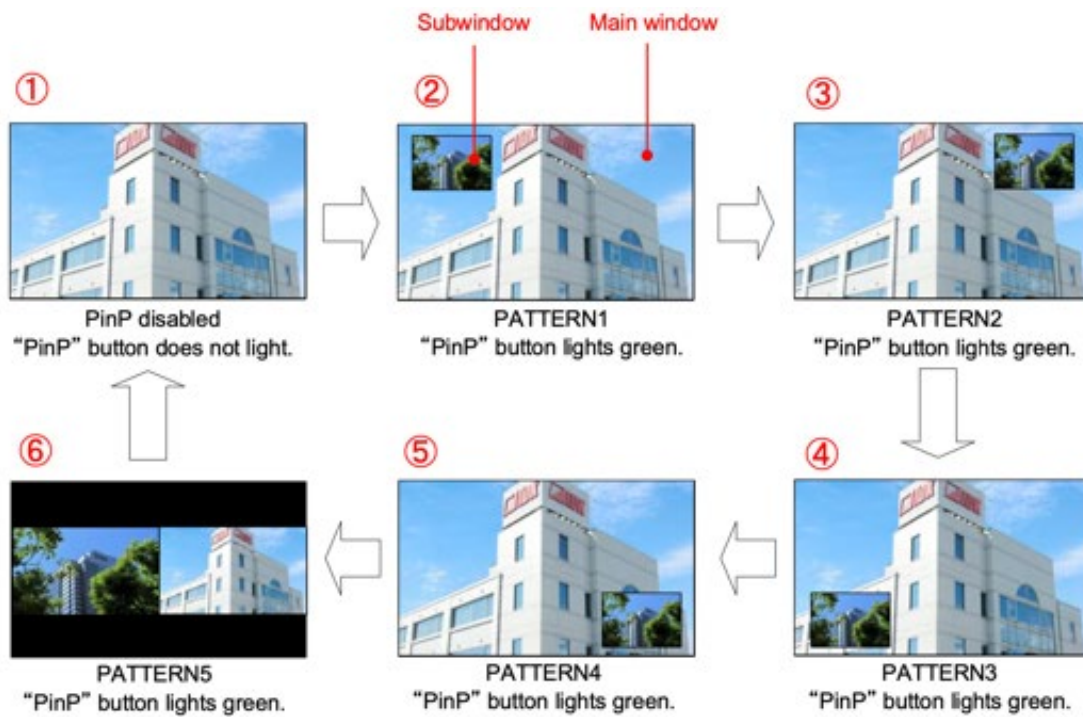 Subwindow
Main window
①
②
③
PinP disabled
“PinP” button does not light.
PATTERN1
“PinP” button lights green.
PATTERN2
“PinP” button lights green.
⑥
⑤
④
PATTERN5
“PinP” button lights green.
PATTERN4
“PinP” button lights green.
PATTERN3
“PinP” button lights green.